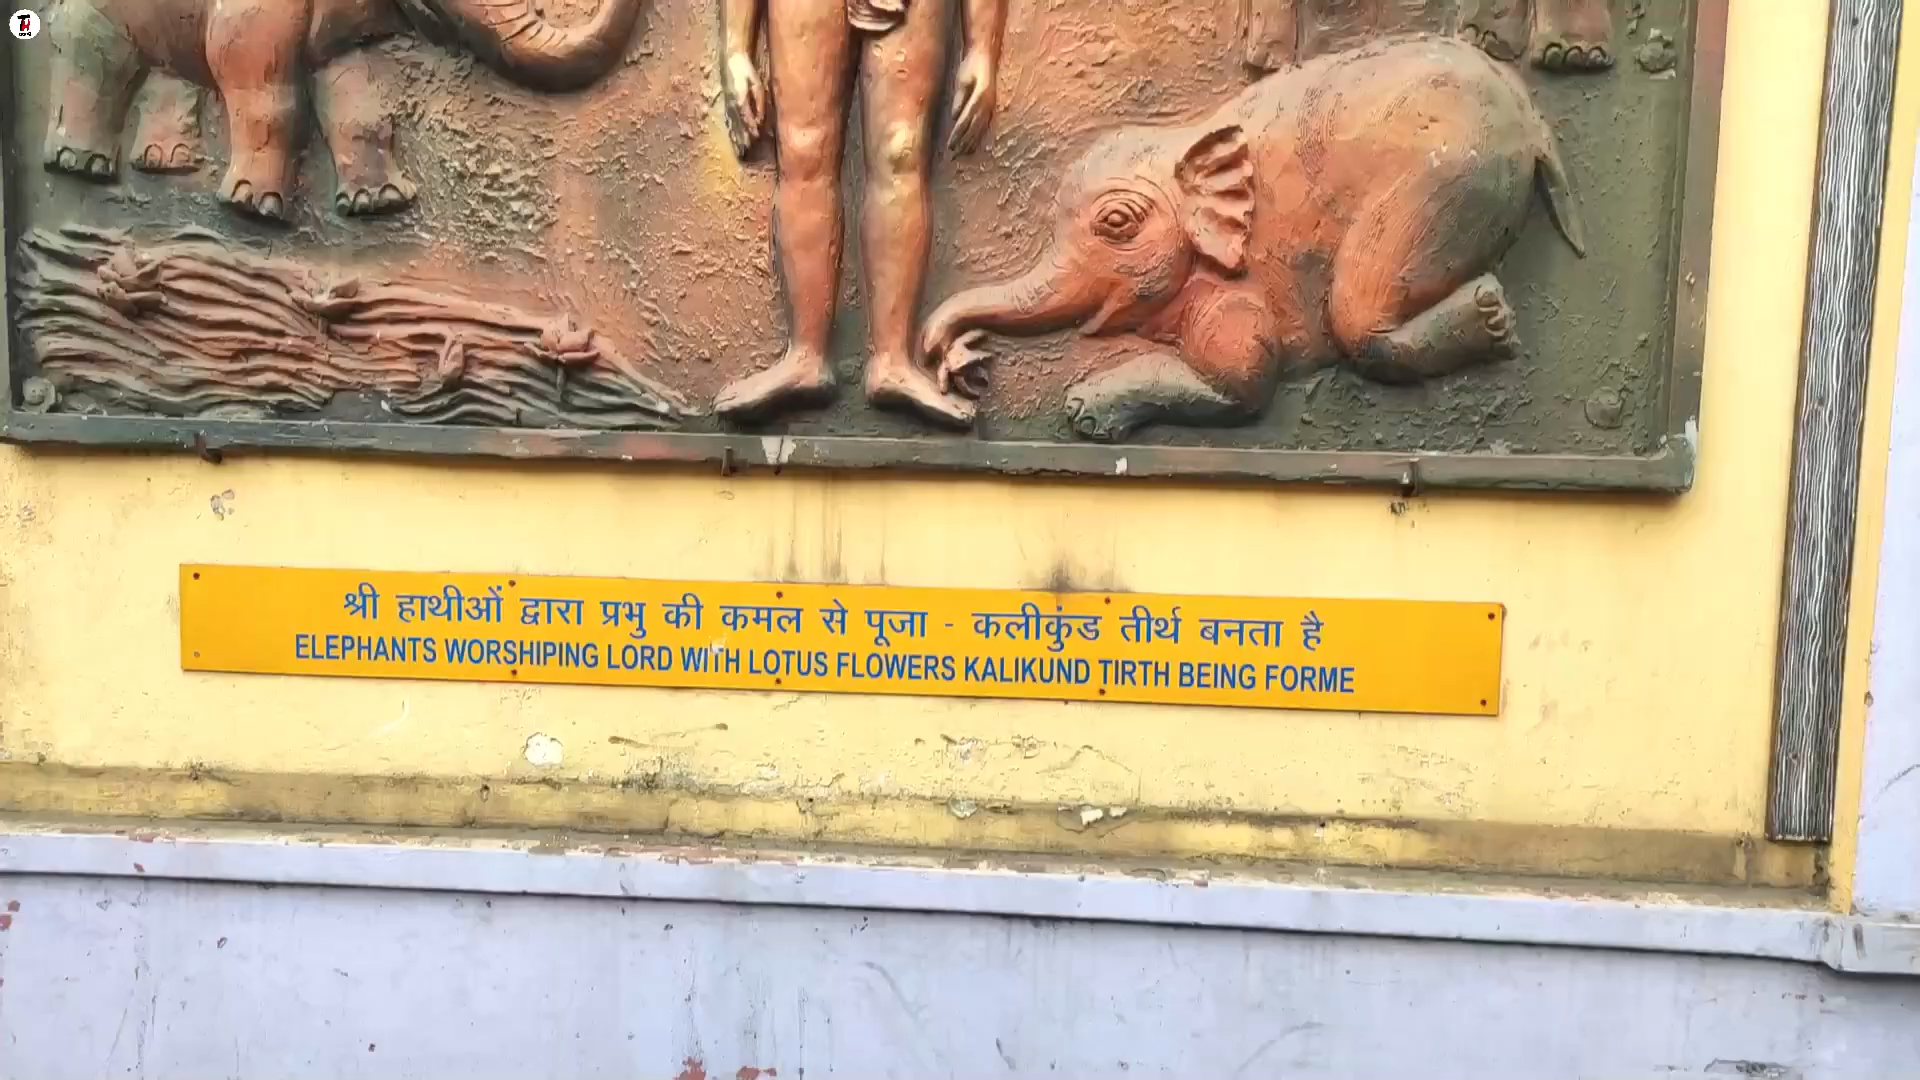 श्री हाथीओं द्वारा प्रभु की कमल से पूजा - कलीकुंड तीर्थ बनता है
ELEPHANTS WORSHIPING LORD WITH LOTUS FLOWERS KALIKUND TIRTH BEING FORME